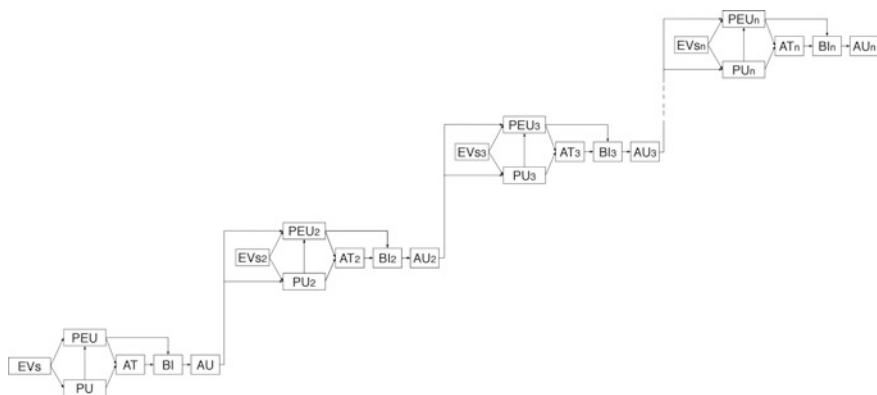 PEUn
EVsn
ATn
BIn
AUn
PUn
PEU3
EVs3
AT3
BI3
AU3
PU3
PEU2
EVs2
AT2
BI2
AU2
PU2
PEU
EVs
AT
BI
AU
PU